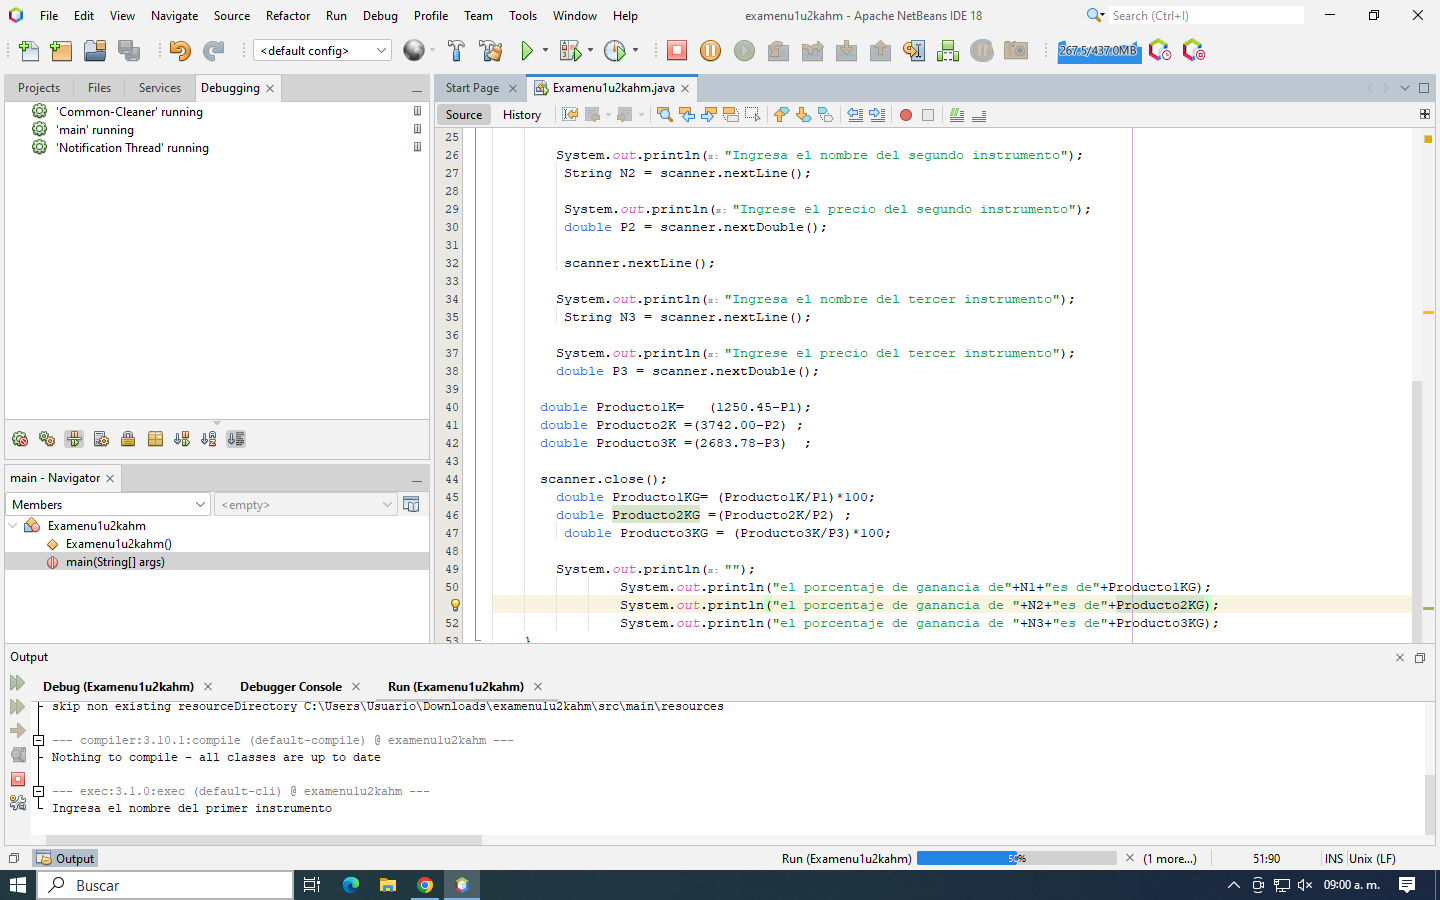 File Edit View Navigate Source Refactor Run Debug Profile Team Tools Window Help examenu1u2kahm - Apache NetBeans IDE 18 Search (Ctrl+I)
<default config> 267.5/437.0MB
Projects Files Services Debugging Start Page Examenu1u2kahm.java
'Common-Cleaner' running
'main' running
'Notification Thread' running
Source History
25
26 System.out.println(x: "Ingresa el nombre del segundo instrumento");
27 String N2 = scanner.nextLine();
28
29 System.out.println(x: "Ingrese el precio del segundo instrumento");
30 double P2 = scanner.nextDouble();
31
32 scanner.nextLine();
33
34 System.out.println(x: "Ingresa el nombre del tercer instrumento");
35 String N3 = scanner.nextLine();
36
37 System.out.println(x: "Ingrese el precio del tercer instrumento");
38 double P3 = scanner.nextDouble();
39
40 double Producto1K= (1250.45-P1);
41 double Producto2K =(3742.00-P2) ;
42 double Producto3K =(2683.78-P3) ;
43
44 scanner.close();
45 double Producto1KG= (Producto1K/P1)*100;
46 double Producto2KG =(Producto2K/P2) ;
47 double Producto3KG = (Producto3K/P3)*100;
48
49 System.out.println(x: "");
50 System.out.println("el porcentaje de ganancia de"+N1+"es de"+Producto1KG);
System.out.println("el porcentaje de ganancia de "+N2+"es de"+Producto2KG);
52 System.out.println("el porcentaje de ganancia de "+N3+"es de"+Producto3KG);
53 }
main - Navigator
Members <empty>
Examenu1u2kahm
Examenu1u2kahm()
main(String[] args)
Output
Debug (Examenu1u2kahm) Debugger Console Run (Examenu1u2kahm)
skip non existing resourceDirectory C:\Users\Usuario\Downloads\examenu1u2kahm\src\main\resources
--- compiler:3.10.1:compile (default-compile) @ examenu1u2kahm ---
Nothing to compile - all classes are up to date
--- exec:3.1.0:exec (default-cli) @ examenu1u2kahm ---
Ingresa el nombre del primer instrumento
Output Run (Examenu1u2kahm) 50% (1 more...) 51:90 INS Unix (LF)
Buscar 09:00 a. m.